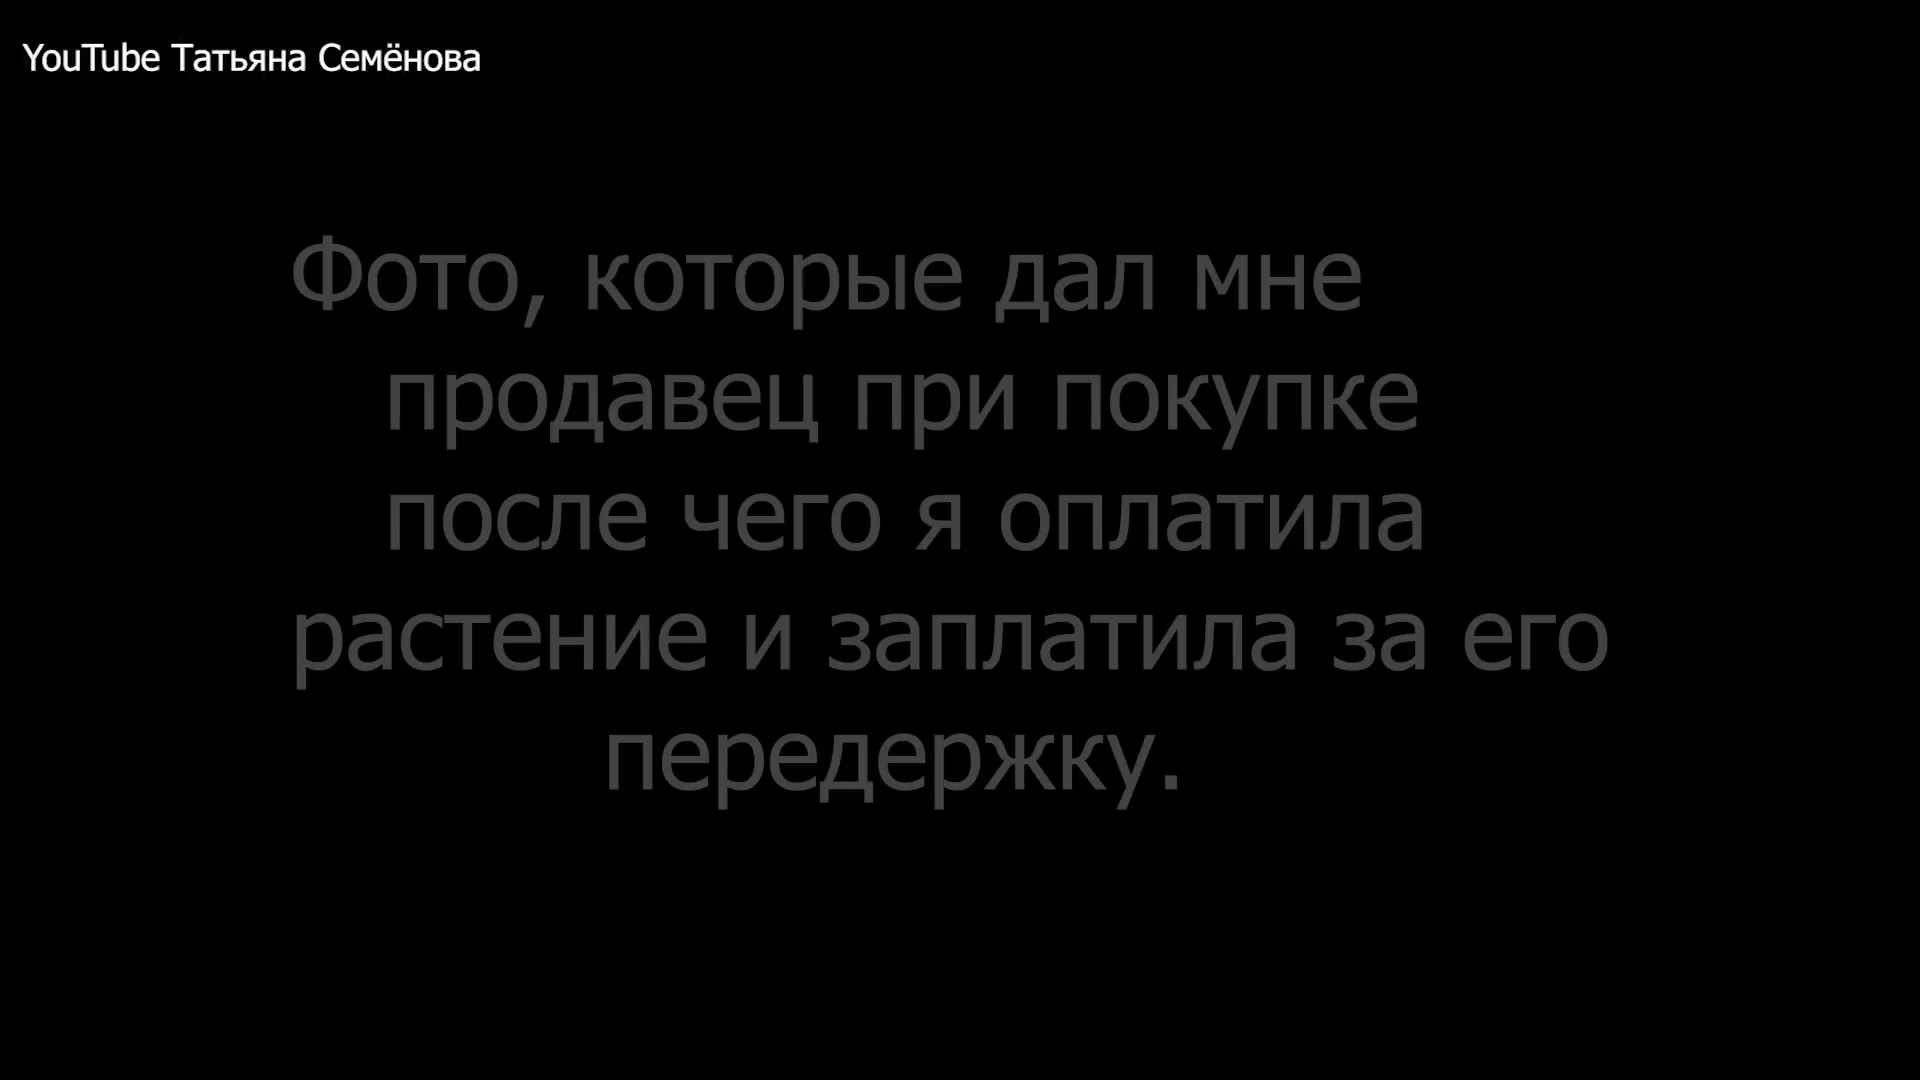 YouTube Татьяна Семёнова
Фото, которые дал мне
продавец при покупке
после чего я оплатила
растение и заплатила за его
передержку.